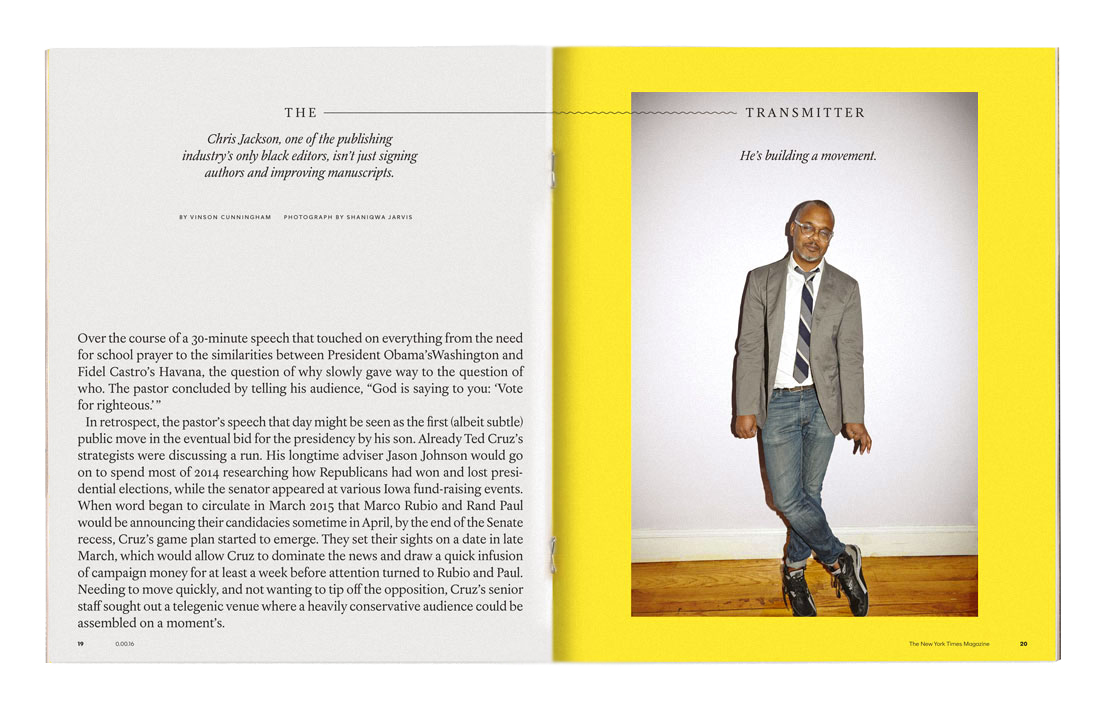 THE TRANSMITTER
Chris Jackson, one of the publishing
industry's only black editors, isn't just signing
authors and improving manuscripts.
He's building a movement.
BY VINSON CUNNINGHAM PHOTOGRAPH BY SHANIQWA JARVIS
Over the course of a 30-minute speech that touched on everything from the need
for school prayer to the similarities between President Obama'sWashington and
Fidel Castro's Havana, the question of why slowly gave way to the question of
who. The pastor concluded by telling his audience, “God is saying to you: ‘Vote
for righteous.’”
In retrospect, the pastor's speech that day might be seen as the first (albeit subtle)
public move in the eventual bid for the presidency by his son. Already Ted Cruz's
strategists were discussing a run. His longtime adviser Jason Johnson would go
on to spend most of 2014 researching how Republicans had won and lost presi-
dential elections, while the senator appeared at various Iowa fund-raising events.
When word began to circulate in March 2015 that Marco Rubio and Rand Paul
would be announcing their candidacies sometime in April, by the end of the Senate
recess, Cruz's game plan started to emerge. They set their sights on a date in late
March, which would allow Cruz to dominate the news and draw a quick infusion
of campaign money for at least a week before attention turned to Rubio and Paul.
Needing to move quickly, and not wanting to tip off the opposition, Cruz's senior
staff sought out a telegenic venue where a heavily conservative audience could be
assembled on a moment's.
19 0.00.16
The New York Times Magazine 20